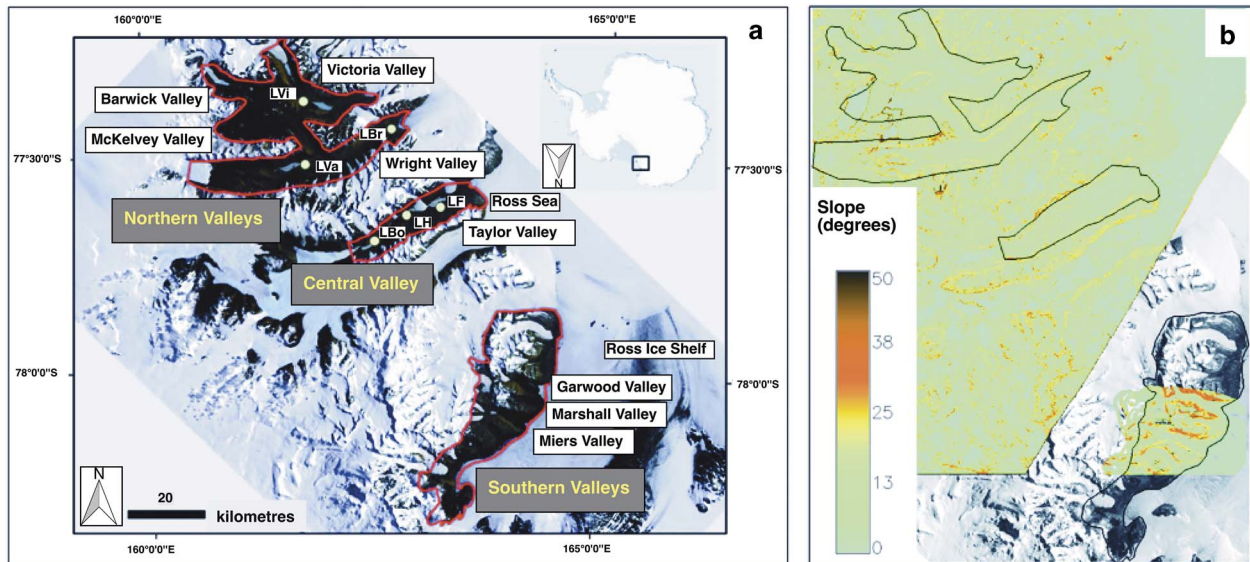 160°0'0"E
165°0'0"E
a
Victoria Valley
Barwick Valley
LVi
McKelvey Valley
LBr
77°30'0"S
77°30'0"S
LVa
Wright Valley
N
Northern Valleys
LF
Ross Sea
LH
LBo
Taylor Valley
Central Valley
Ross Ice Shelf
78°0'0"S
78°0'0"S
Garwood Valley
Marshall Valley
Miers Valley
N
20
kilometres
Southern Valleys
160°0'0"E
165°0'0"E
b
Slope
(degrees)
50
38
25
13
0